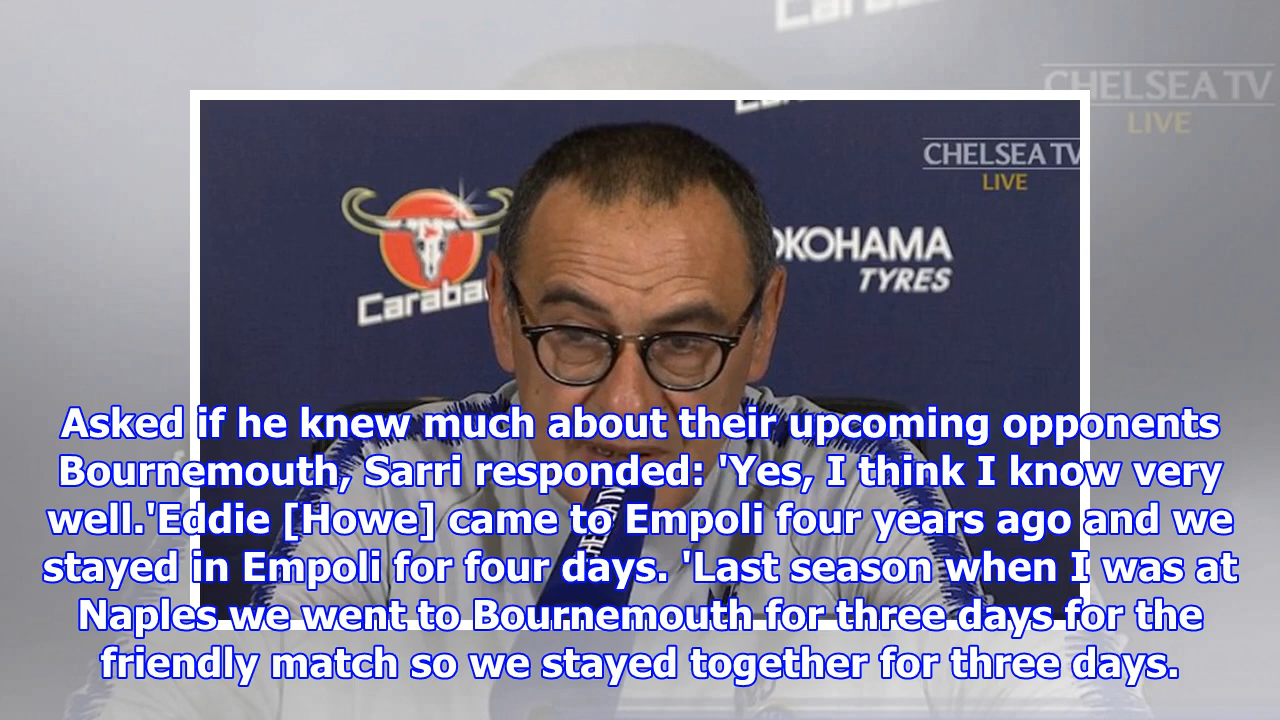 CHELSEA TV
LIVE
CHELSEA TV
LIVE
Caraba
OKOHAMA
TYRES
Asked if he knew much about their upcoming opponents
Bournemouth, Sarri responded: 'Yes, I think I know very
well.'Eddie [Howe] came to Empoli four years ago and we
stayed in Empoli for four days. 'Last season when I was at
Naples we went to Bournemouth for three days for the
friendly match so we stayed together for three days.